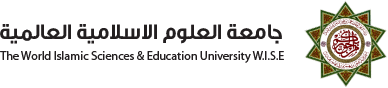 جامعة العلوم الاسلامية العالمية
The World Islamic Sciences & Education University W.I.S.E